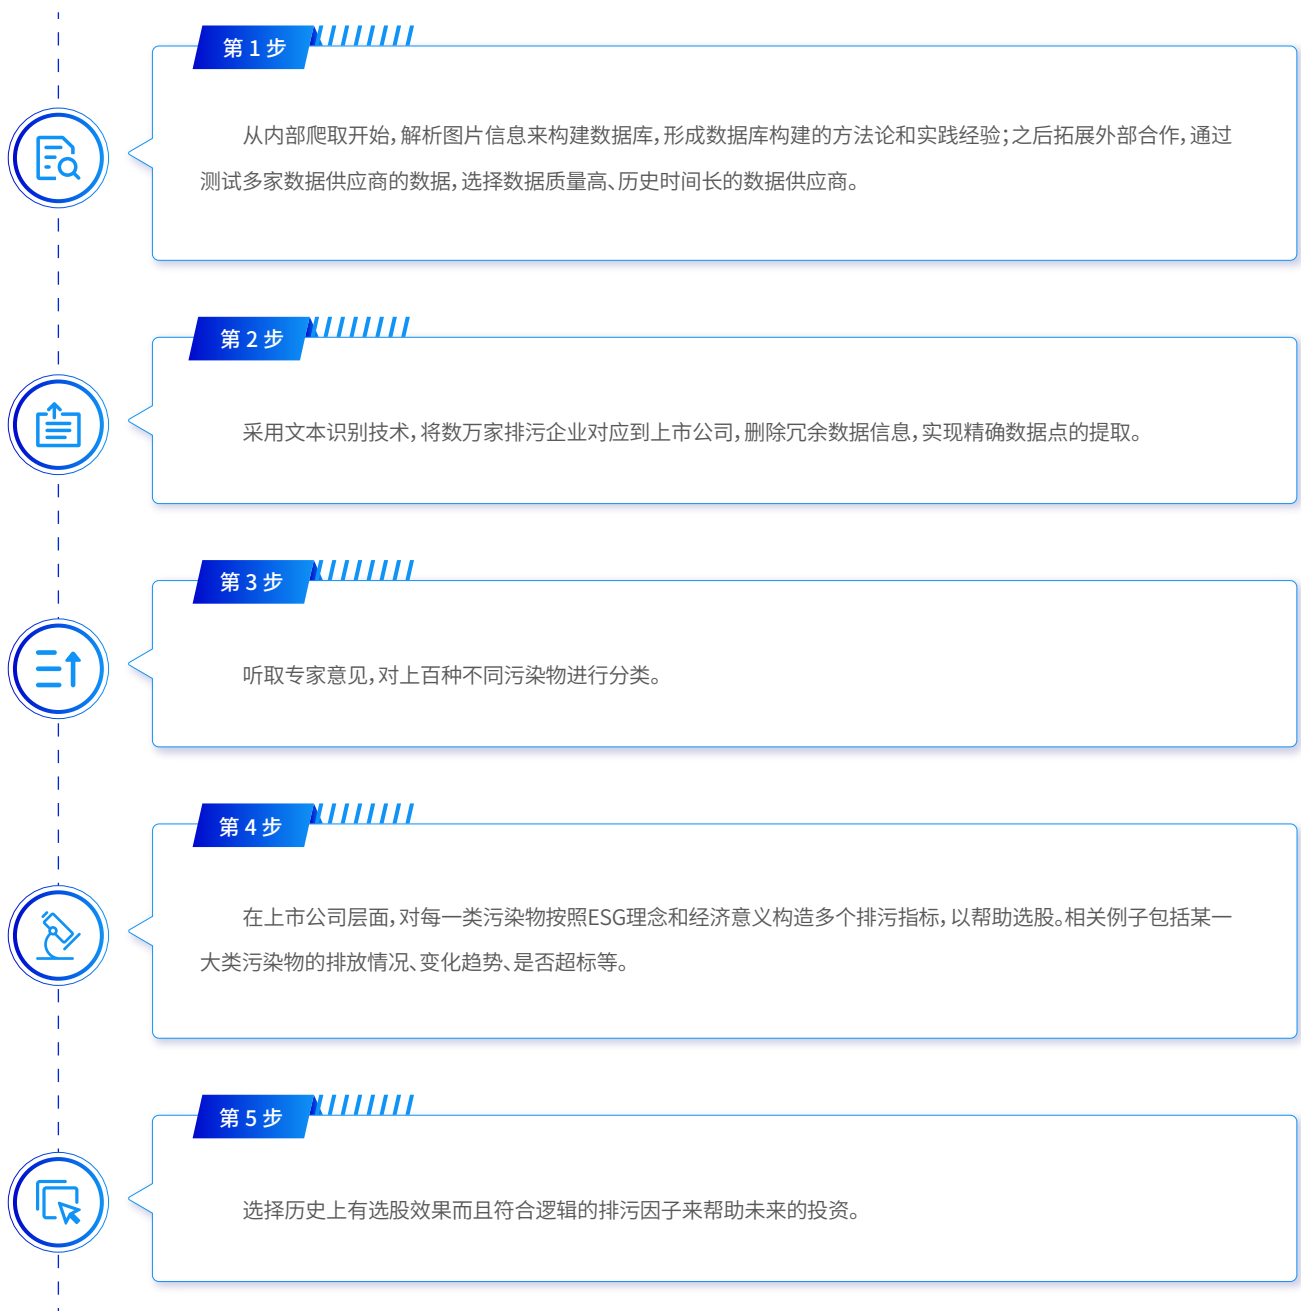 第 1 步
从内部爬取开始，解析图片信息来构建数据库，形成数据库构建的方法论和实践经验；之后拓展外部合作，通过
测试多家数据供应商的数据，选择数据质量高、历史时间长的数据供应商。
第 2 步
采用文本识别技术，将数万家排污企业对应到上市公司，删除冗余数据信息，实现精确数据点的提取。
第 3 步
听取专家意见，对上百种不同污染物进行分类。
第 4 步
在上市公司层面，对每一类污染物按照ESG理念和经济意义构造多个排污指标，以帮助选股。相关例子包括某一
大类污染物的排放情况、变化趋势、是否超标等。
第 5 步
选择历史上有选股效果而且符合逻辑的排污因子来帮助未来的投资。